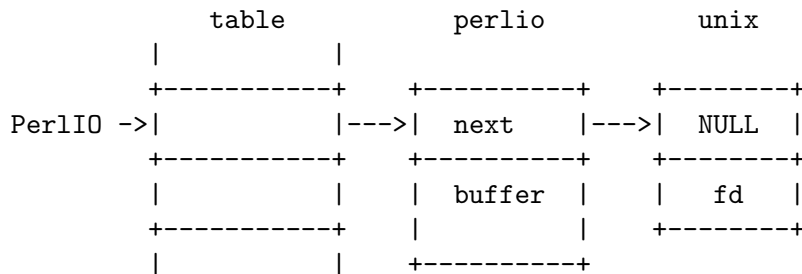 table perlio unix
| |
+-----------+ +----------+ +--------+
PerlIO ->| |--->| next |--->| NULL |
+-----------+ +----------+ +--------+
| | | buffer | | fd |
+-----------+ | | +--------+
| | +----------+